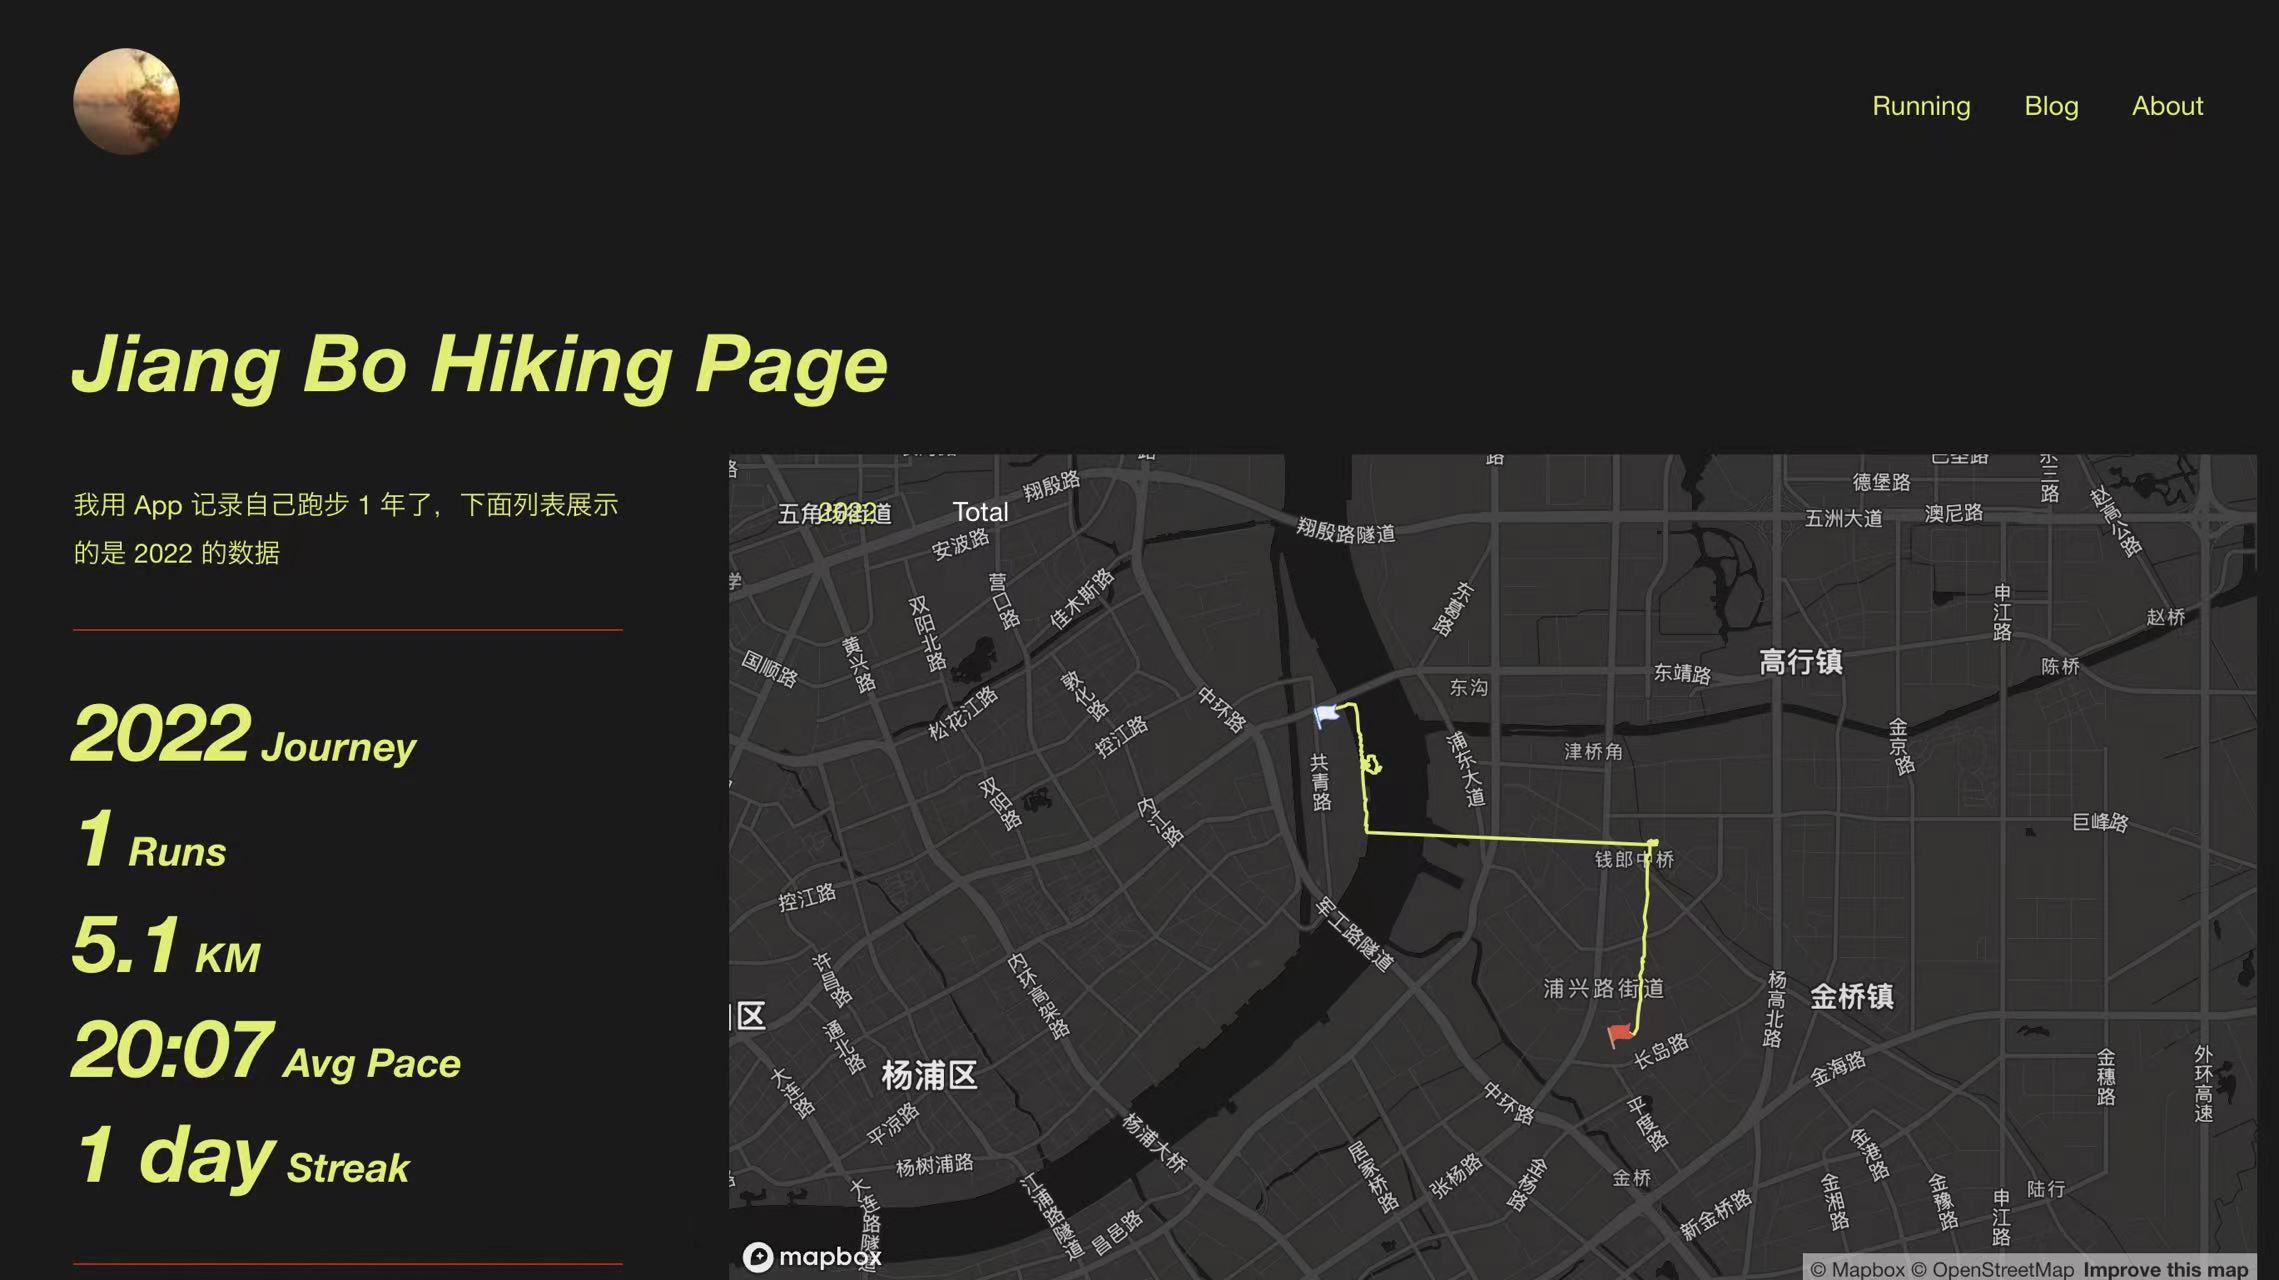 Running Blog About
Jiang Bo Hiking Page
我用 App 记录自己跑步 1 年了，下面列表展示
的是 2022 的数据
2022 Journey
1 Runs
5.1 KM
20:07 Avg Pace
1 day Streak
2022
Total
五角场街道
翔殷路
安波路
翔殷路隧道
德堡路
五洲大道
澳尼路
赵高公路
营口路
佳木斯路
双阳北路
黄兴路
国顺路
东葛路
申江路
赵桥
高行镇
陈桥
东靖路
东沟
敦化路
中环路
松花江路
控江路
共青路
浦东大道
津桥角
金京路
双阳路
内江路
巨峰路
钱郎中桥
控江路
军工路隧道
许昌路
内环高架路
浦兴路街道
杨高北路
金桥镇
区
通北路
长岛路
杨浦区
大连路
金海路
金穗路
外环高速
中环路
平度路
平凉路
杨浦大桥
杨树浦路
居家桥路
张杨路
金杨路
金桥
金港路
金湘路
金豫路
申江路
陆行
新金桥路
大连路隧道
江浦路隧道
昌邑路
mapbox
© Mapbox © OpenStreetMap Improve this map